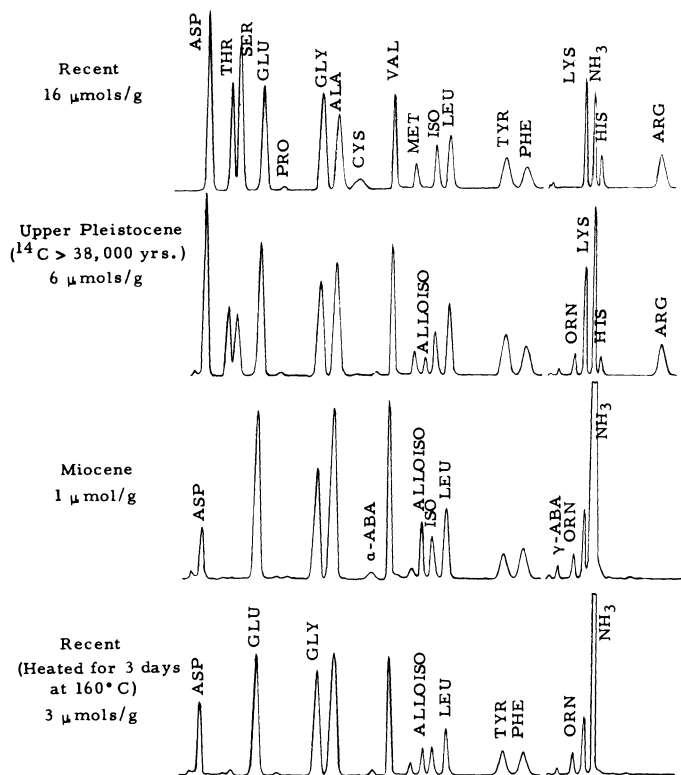 Recent
16 μmols/g
ASP
THR
SER
GLU
PRO
GLY
ALA
CYS
VAL
MET
ISO
LEU
TYR
PHE
LYS
NH3
HIS
ARG
Upper Pleistocene
(14C > 38,000 yrs.)
6 μmols/g
ALLOISO
ORN
LYS
HIS
ARG
Miocene
1 μmol/g
ASP
α-ABA
ALLOISO
ISO
LEU
γ-ABA
ORN
NH3
Recent
(Heated for 3 days
at 160°C)
3 μmols/g
ASP
GLU
GLY
ALLOISO
LEU
TYR
PHE
ORN
NH3